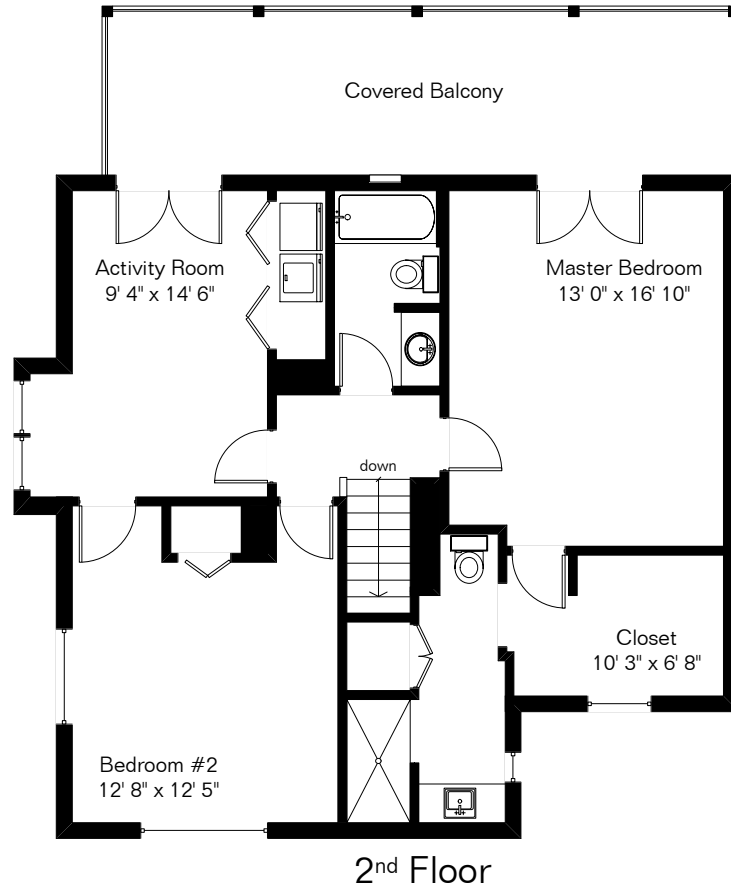 Covered Balcony
Activity Room
9' 4" x 14' 6"
Master Bedroom
13' 0" x 16' 10"
down
Closet
10' 3" x 6' 8"
Bedroom #2
12' 8" x 12' 5"
2nd Floor